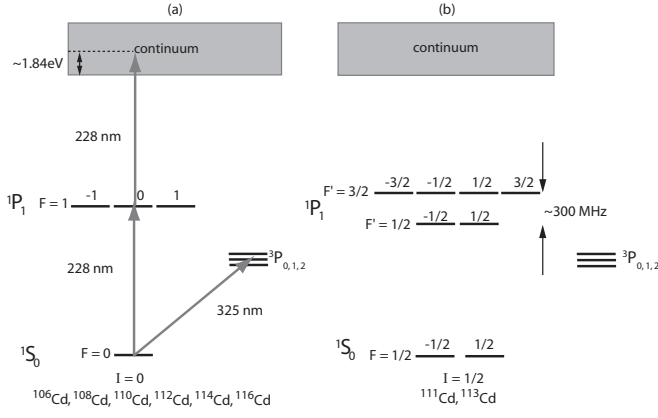 (a)
continuum
~1.84eV
228 nm
¹P₁ F = 1 -1 0 1
228 nm
³P₀,₁,₂
325 nm
¹S₀ F = 0
I = 0
¹⁰⁶Cd, ¹⁰⁸Cd, ¹¹⁰Cd, ¹¹²Cd, ¹¹⁴Cd, ¹¹⁶Cd
(b)
continuum
F' = 3/2 -3/2 -1/2 1/2 3/2
¹P₁
~300 MHz
F' = 1/2 -1/2 1/2
³P₀,₁,₂
¹S₀ F = 1/2 -1/2 1/2
I = 1/2
¹¹¹Cd, ¹¹³Cd